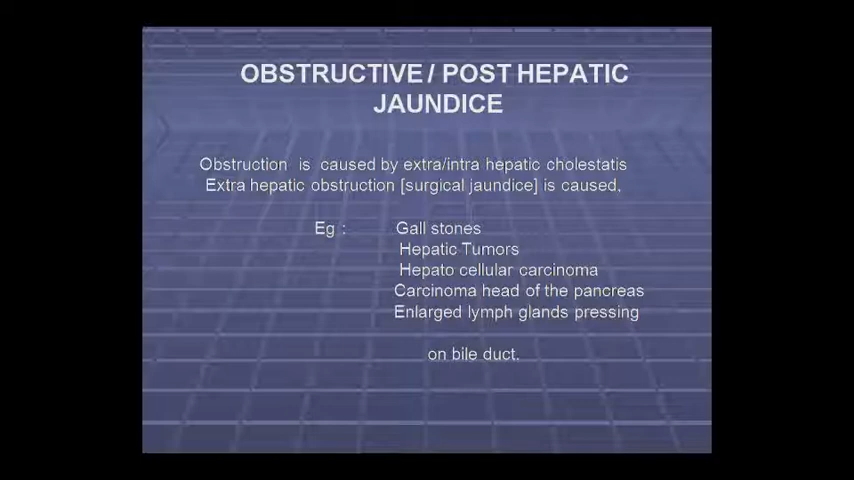 OBSTRUCTIVE / POST HEPATIC
JAUNDICE
Obstruction is caused by extra/intra hepatic cholestatis
Extra hepatic obstruction [surgical jaundice] is caused,
Eg : Gall stones
Hepatic Tumors
Hepato cellular carcinoma
Carcinoma head of the pancreas
Enlarged lymph glands pressing
on bile duct.